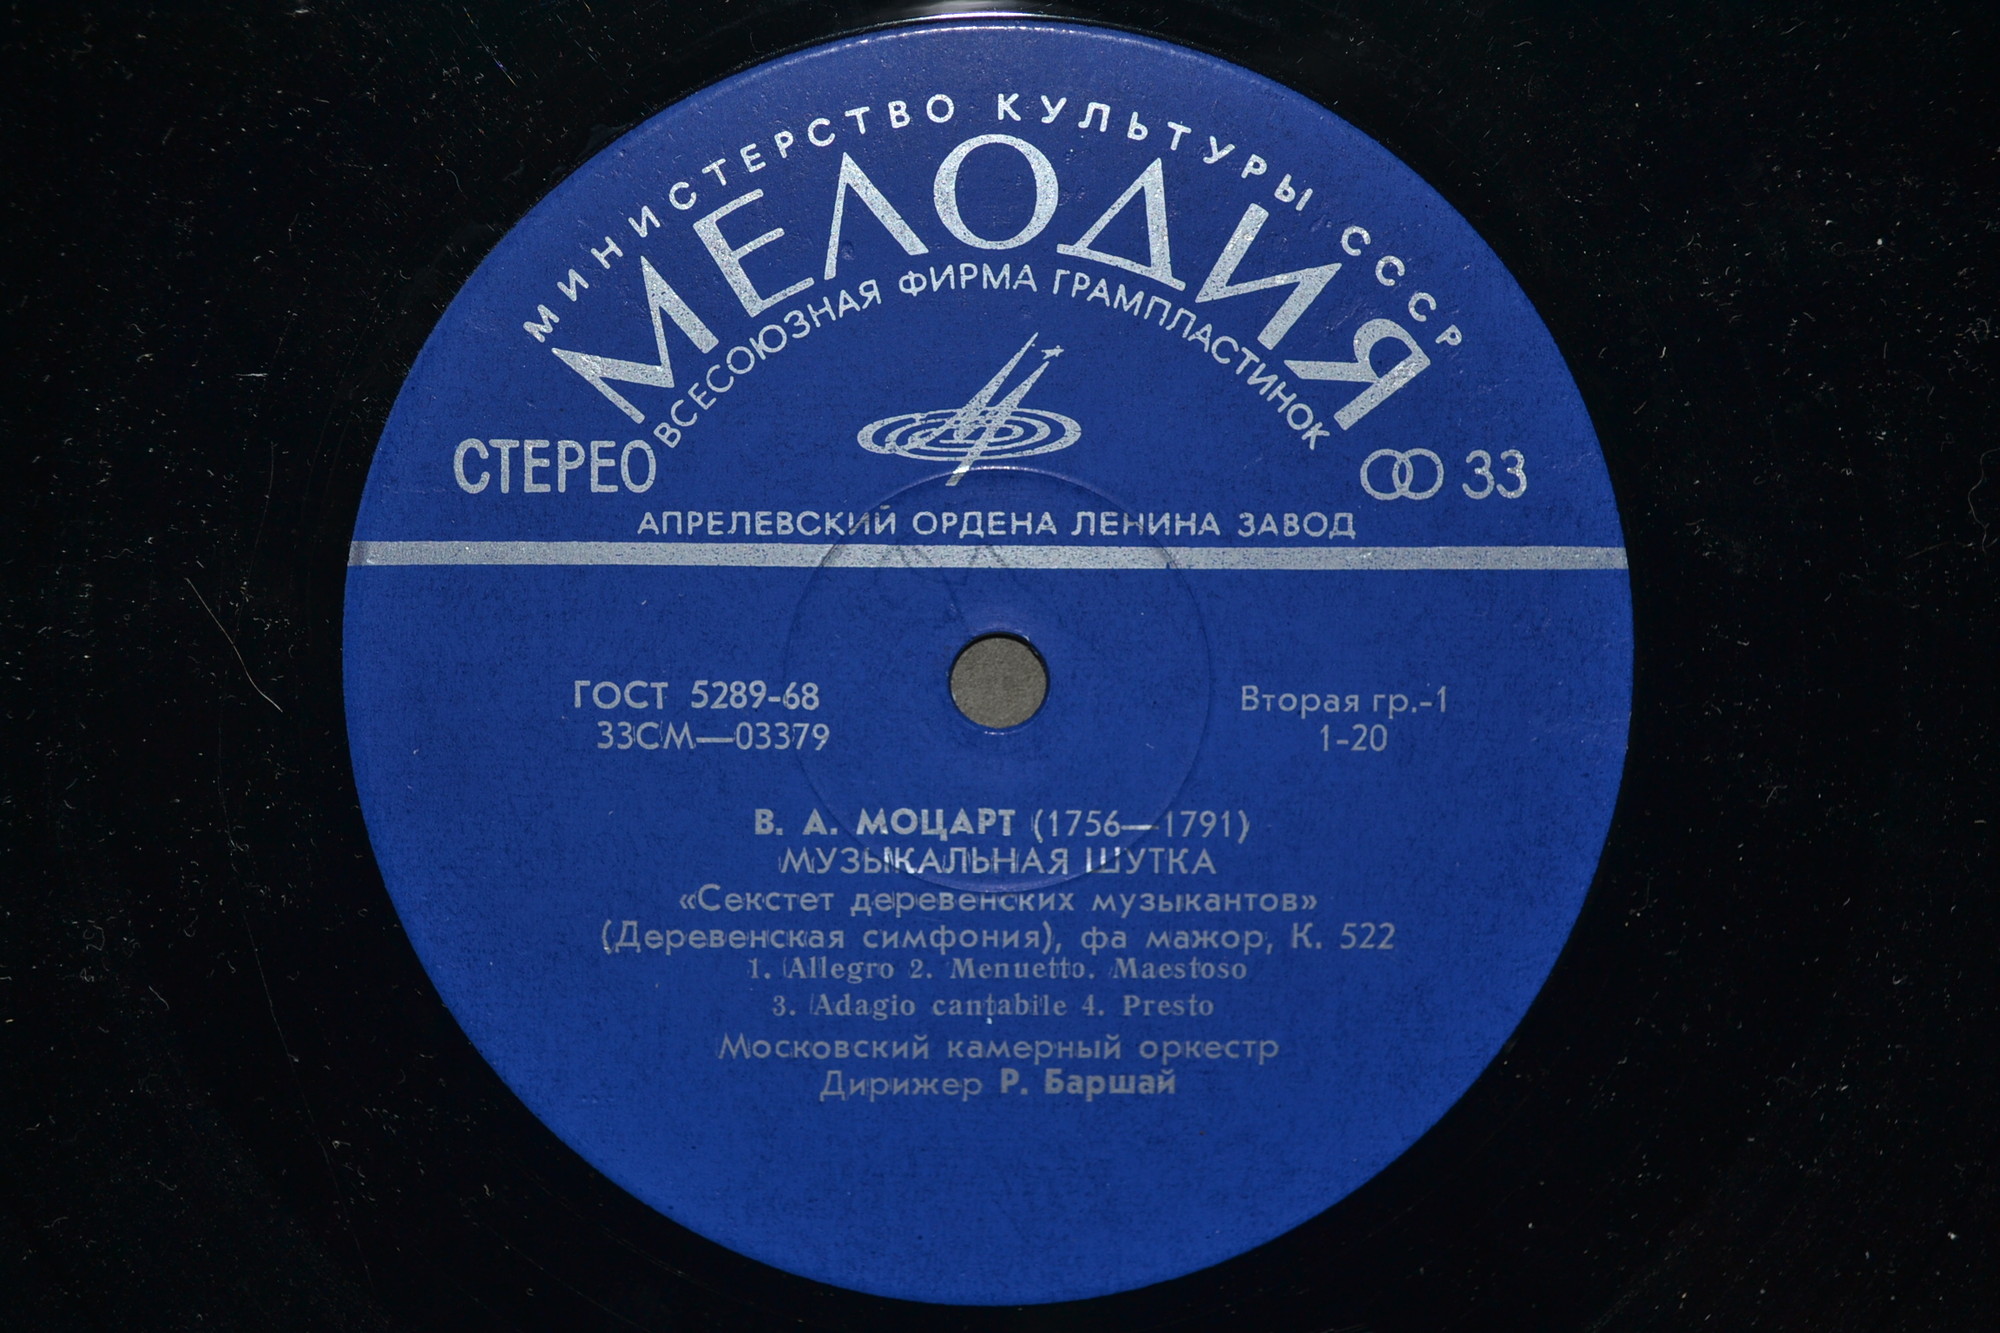 МИНИСТЕРСТВО КУЛЬТУРЫ СССР
МЕЛОДИЯ
ВСЕСОЮЗНАЯ ФИРМА ГРАМПЛАСТИНОК
СТЕРЕО
33
АПРЕЛЕВСКИЙ ОРДЕНА ЛЕНИНА ЗАВОД
ГОСТ 5289-68
33СМ—03379
Вторая гр.-1
1-20
В. А. МОЦАРТ (1756—1791)
МУЗЫКАЛЬНАЯ ШУТКА
«Секстет деревенских музыкантов»
(Деревенская симфония), фа мажор, К. 522
1. Allegro 2. Menuetto. Maestoso
3. Adagio cantabile 4. Presto
Московский камерный оркестр
Дирижер Р. Баршай